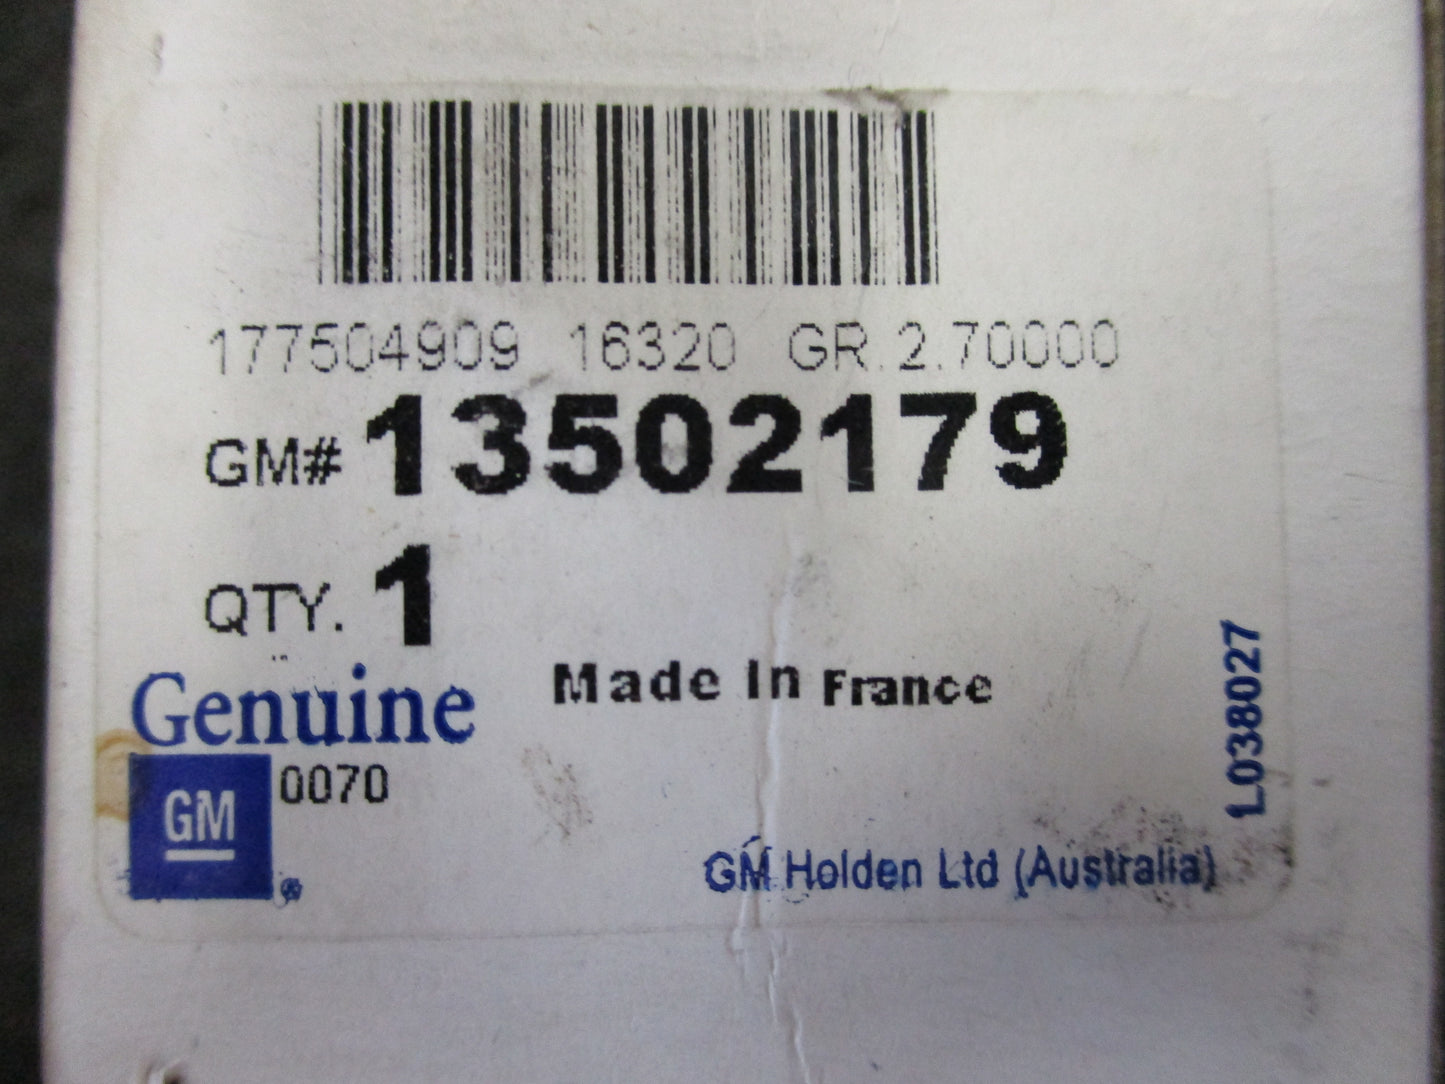 177504909 16320 GR.2.70000
GM# 13502179
QTY. 1
Made In France
Genuine
GM ®
0070
GM Holden Ltd (Australia)
L038027